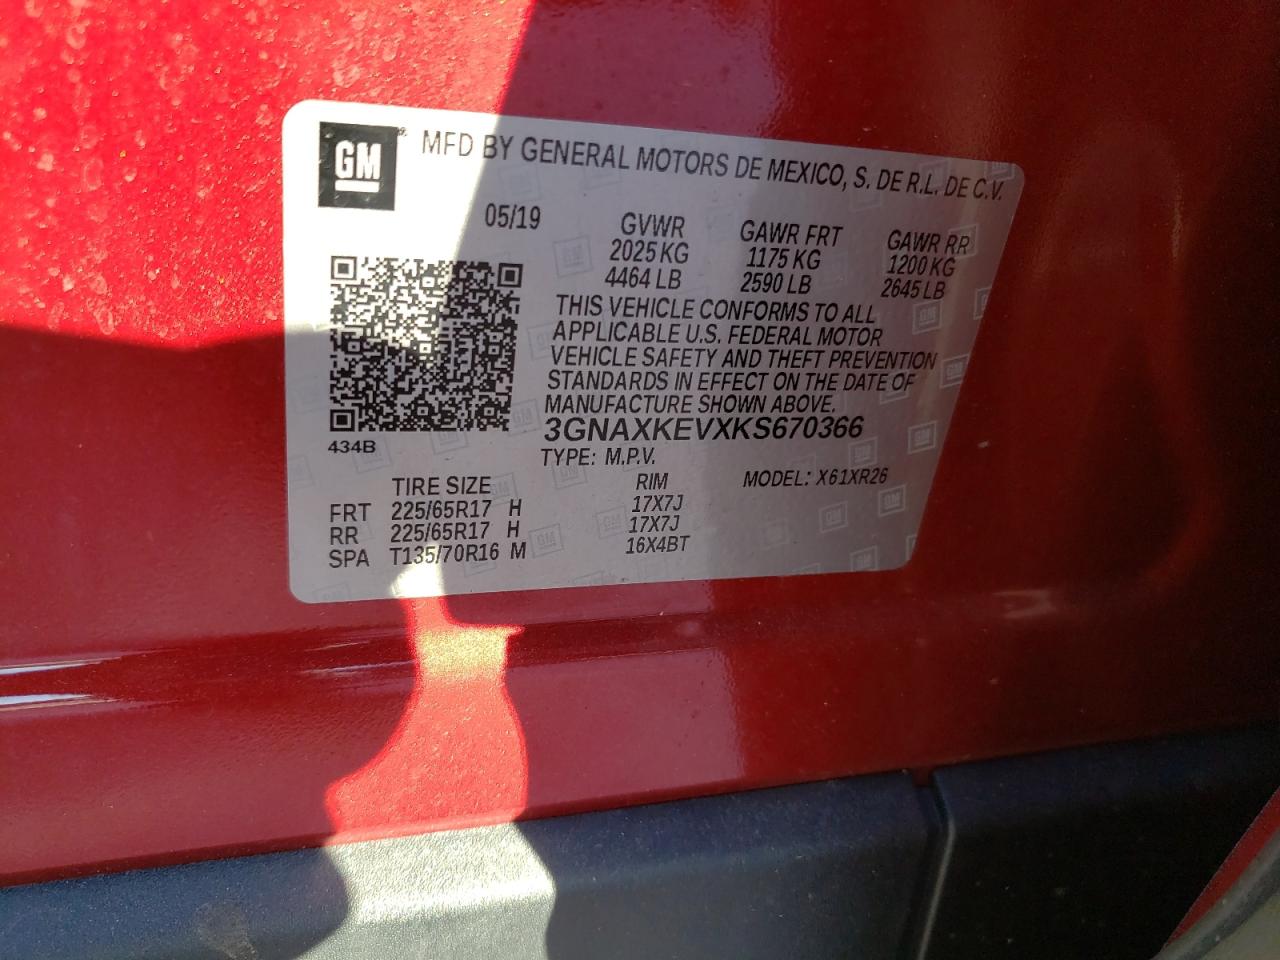 GM
MFD BY GENERAL MOTORS DE MEXICO, S. DE R.L. DE C.V.
05/19
GVWR GAWR FRT GAWR RR
2025 KG 1175 KG 1200 KG
4464 LB 2590 LB 2645 LB
THIS VEHICLE CONFORMS TO ALL
APPLICABLE U.S. FEDERAL MOTOR
VEHICLE SAFETY AND THEFT PREVENTION
STANDARDS IN EFFECT ON THE DATE OF
MANUFACTURE SHOWN ABOVE.
434B
3GNAXKEVXKS670366
TYPE: M.P.V. MODEL: X61XR26
TIRE SIZE RIM
FRT 225/65R17 H 17X7J
RR 225/65R17 H 17X7J
SPA T135/70R16 M 16X4BT